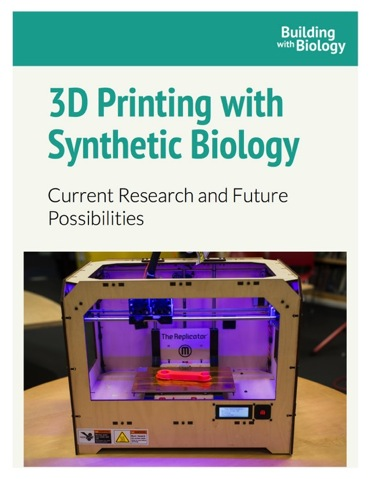 Building
with Biology
3D Printing with
Synthetic Biology
Current Research and Future
Possibilities
The Replicator
M